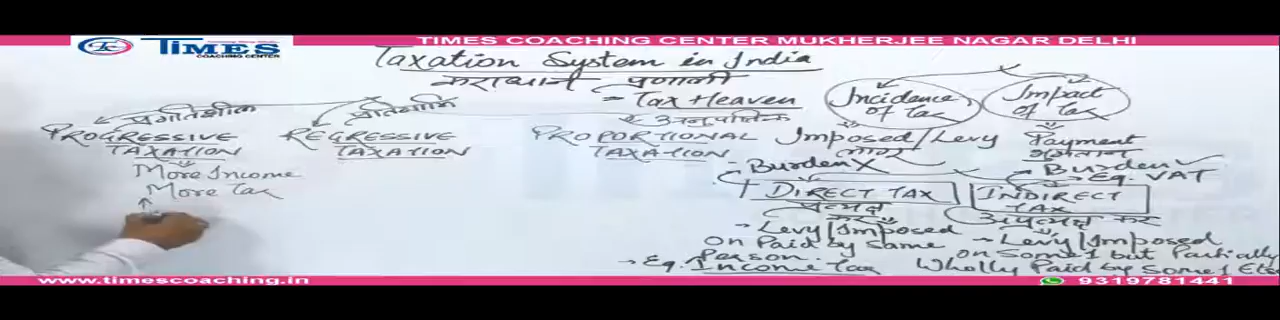 TIMES
COACHING CENTER
TIMES COACHING CENTER MUKHERJEE NAGAR DELHI
Taxation System in India
कराधान प्रणाली
प्रगतिशील
PROGRESSIVE
TAXATION
More Income
More Tax
REGRESSIVE
TAXATION
- Tax Heaven
PROPORTIONAL
TAXATION
Incidence
of Tax
Imposed/Levy
- Burden X
Impact
of Tax
Payment
भुगतान
- Burden ✓
→ Eg. VAT
DIRECT TAX
प्रत्यक्ष
कर
- Levy/Imposed
on Paid by same
Person.
→ Eg. Income Tax
INDIRECT
TAX
अप्रत्यक्ष कर
- Levy/Imposed
on Some1 but Partially
Wholly Paid by Some1 Else
www.timescoaching.in
9319781441